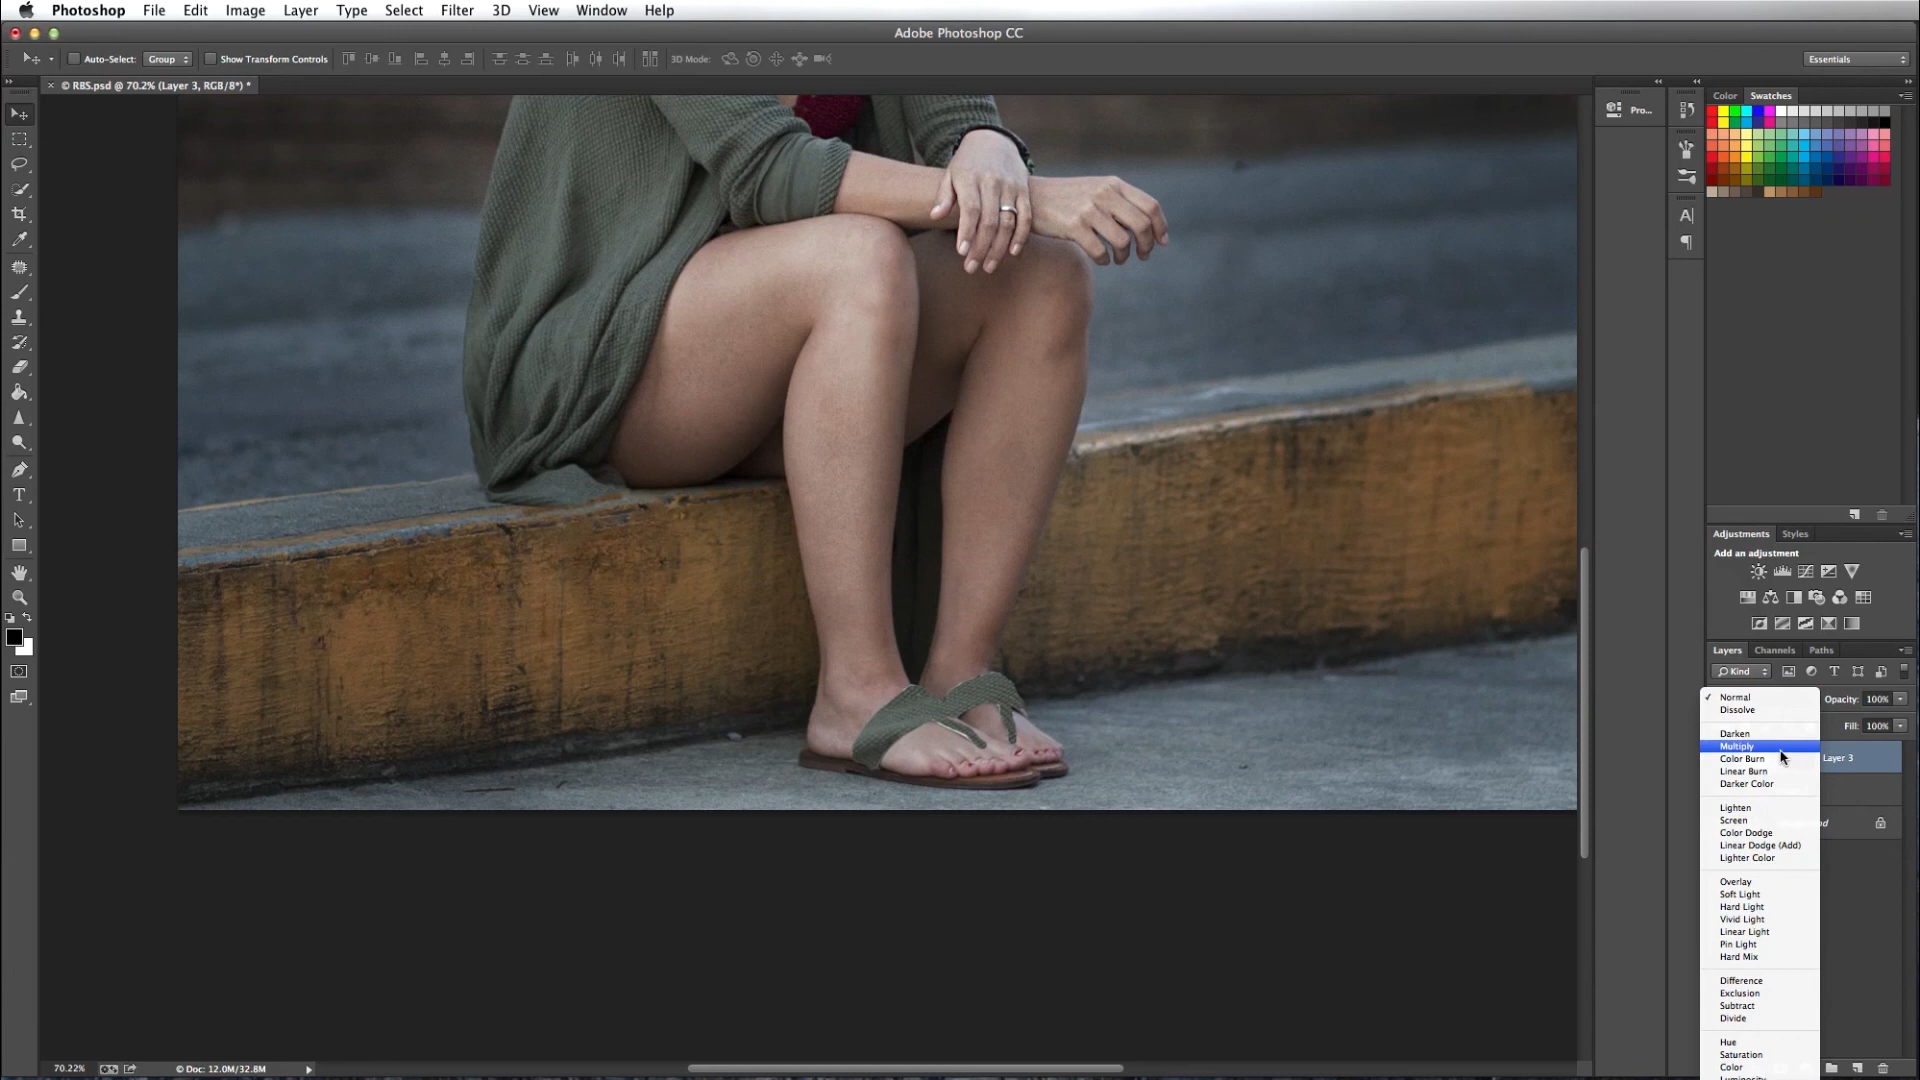 Photoshop File Edit Image Layer Type Select Filter 3D View Window Help
Adobe Photoshop CC
Auto-Select: Group Show Transform Controls 3D Mode: Essentials
× © RBS.psd @ 70.2% (Layer 3, RGB/8*) *
Pro...
Color Swatches
Adjustments Styles
Add an adjustment
Layers Channels Paths
Kind
Opacity: 100%
Fill: 100%
Layer 3
✓ Normal
Dissolve
Darken
Multiply
Color Burn
Linear Burn
Darker Color
Lighten
Screen
Color Dodge
Linear Dodge (Add)
Lighter Color
Overlay
Soft Light
Hard Light
Vivid Light
Linear Light
Pin Light
Hard Mix
Difference
Exclusion
Subtract
Divide
Hue
Saturation
Color
70.22% © Doc: 12.0M/32.8M